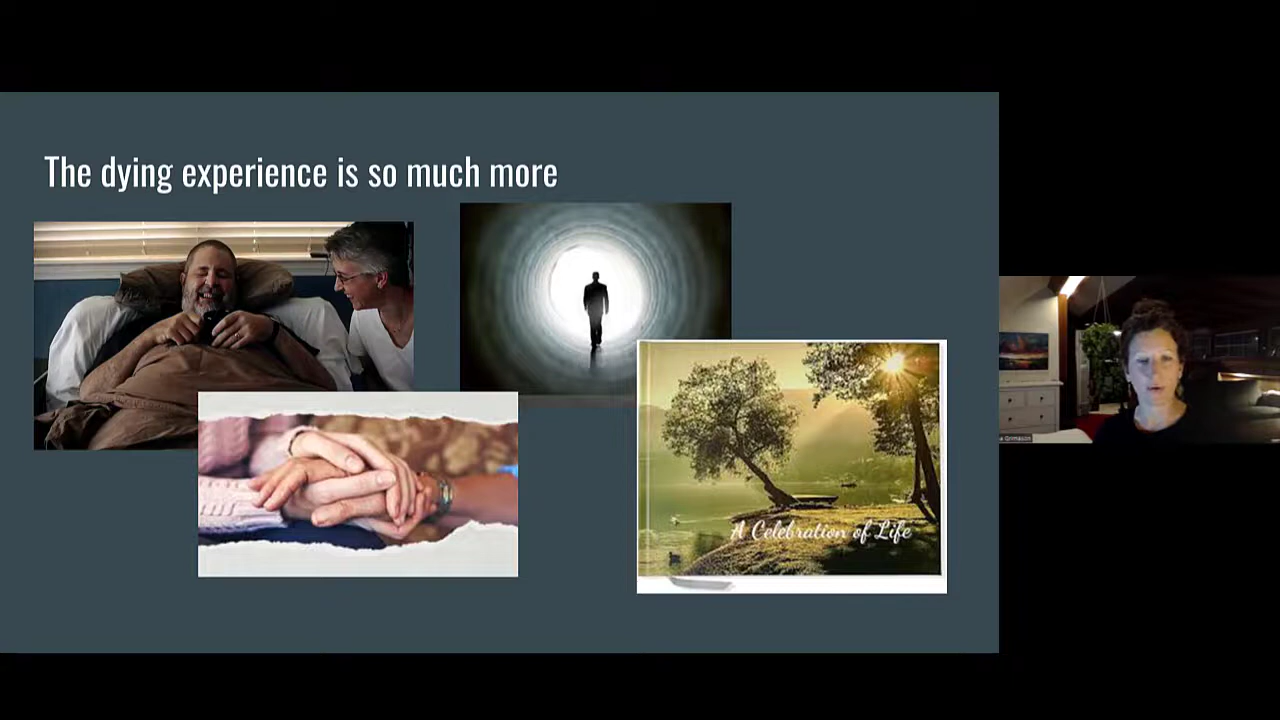 The dying experience is so much more
A Celebration of Life